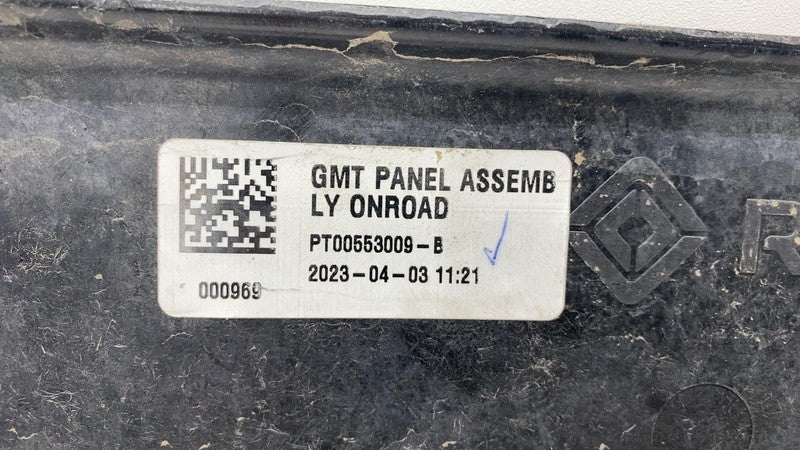 GMT PANEL ASSEMB
LY ONROAD
PT00553009-B
2023-04-03 11:21
000969
R